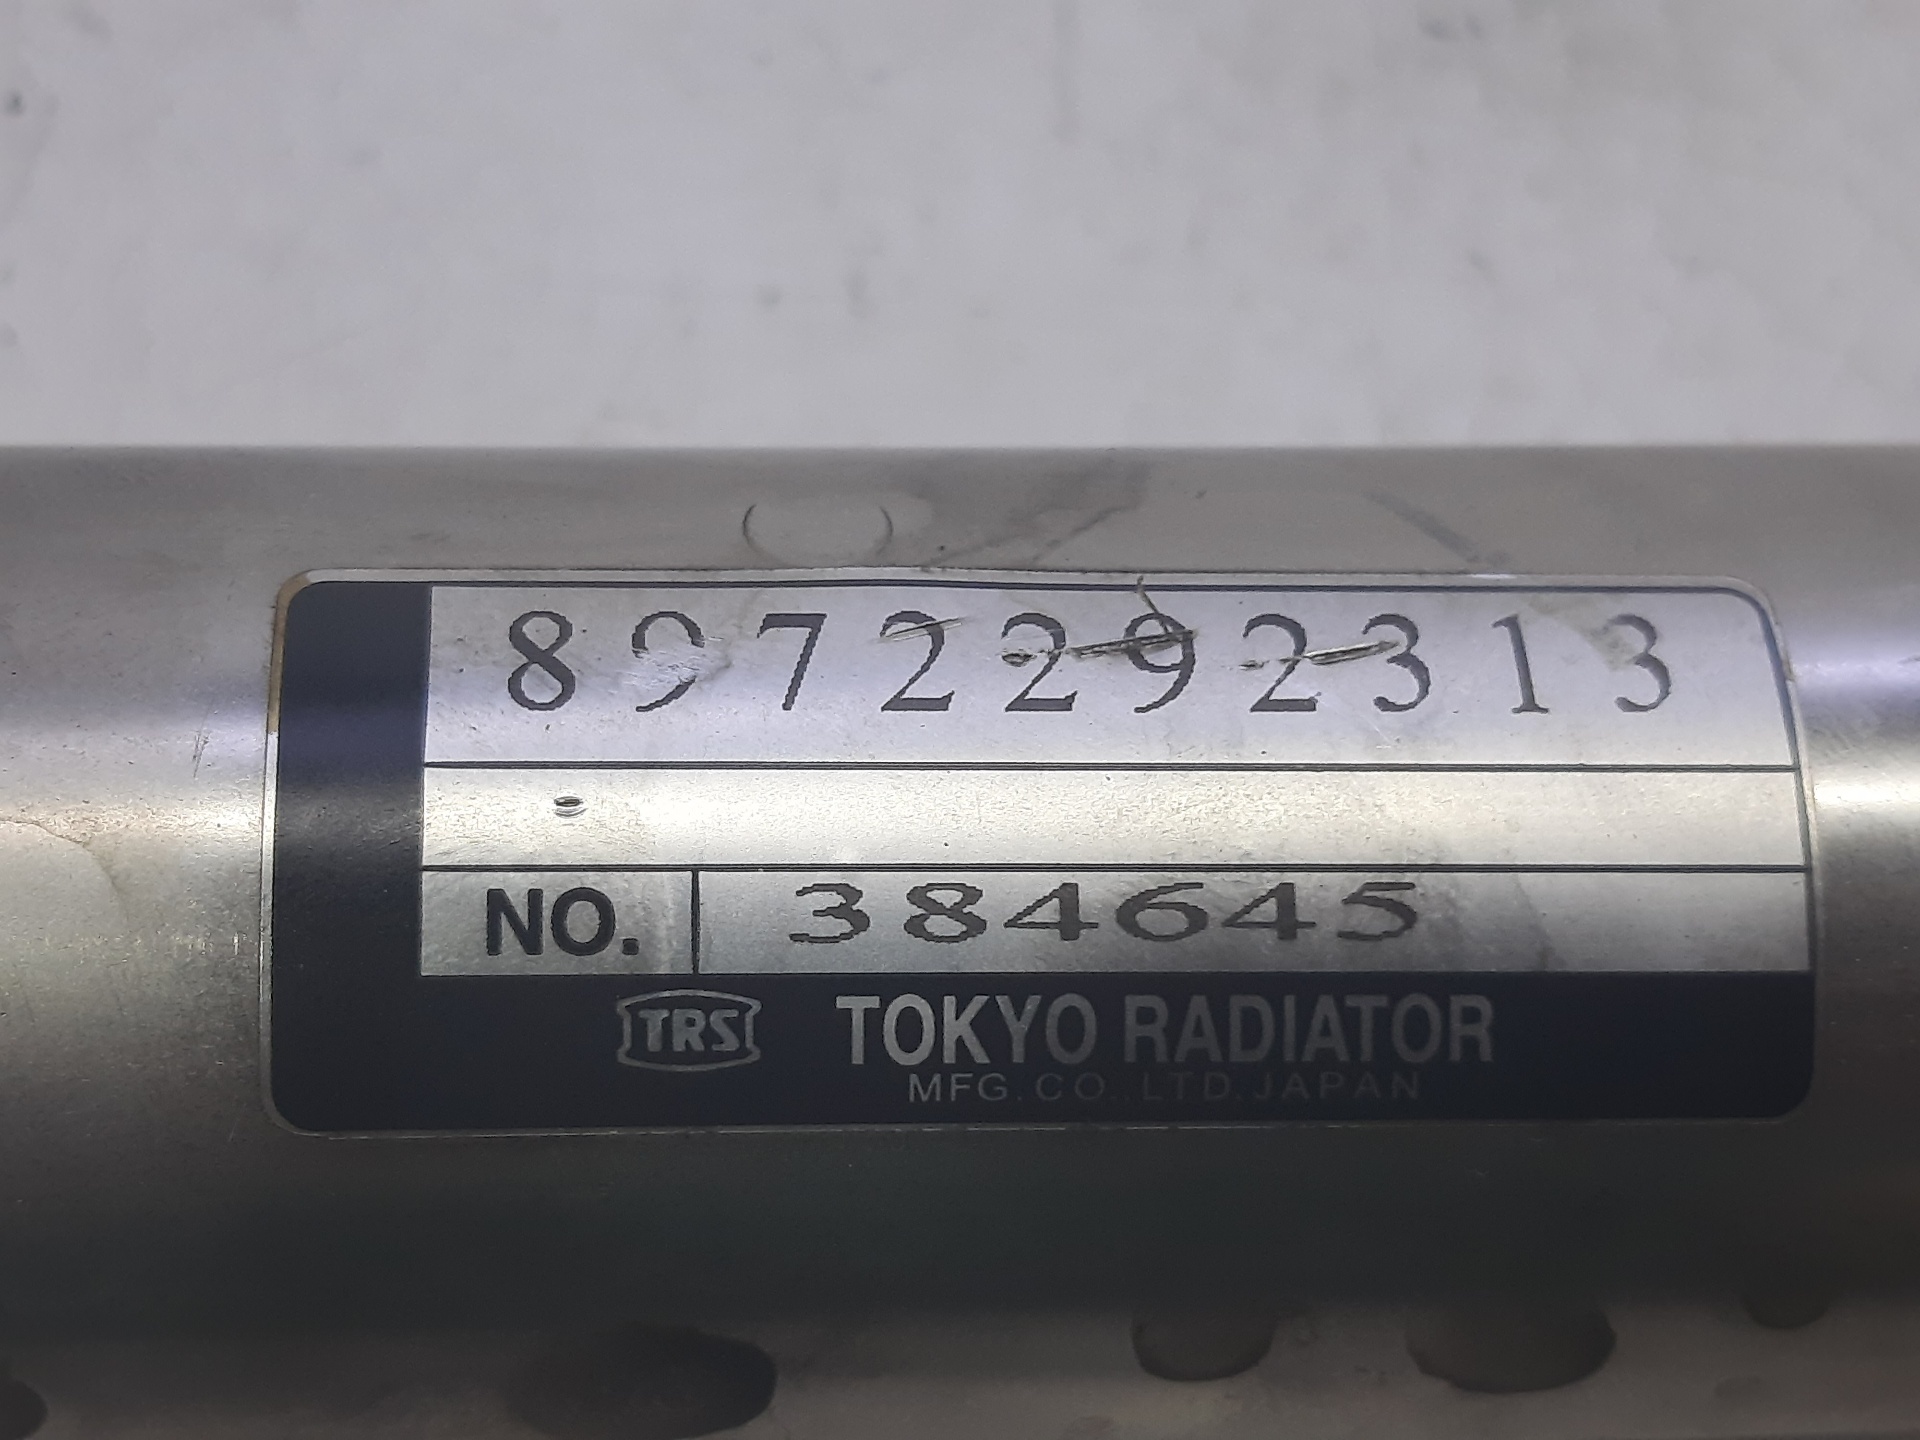 8972292313
NO. 384645
TRS TOKYO RADIATOR
MFG. CO., LTD. JAPAN